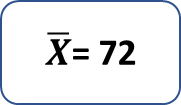 X̅ = 72